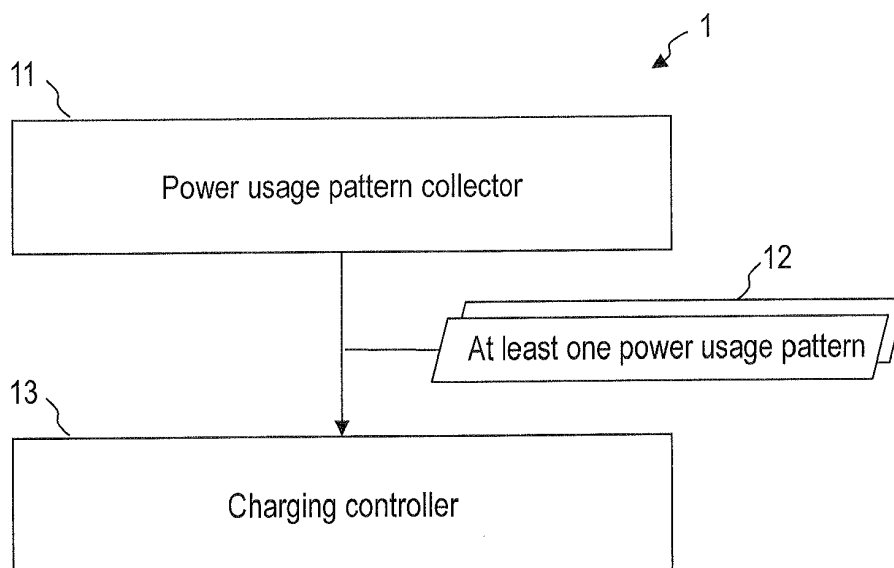 1
11
Power usage pattern collector
12
At least one power usage pattern
13
Charging controller